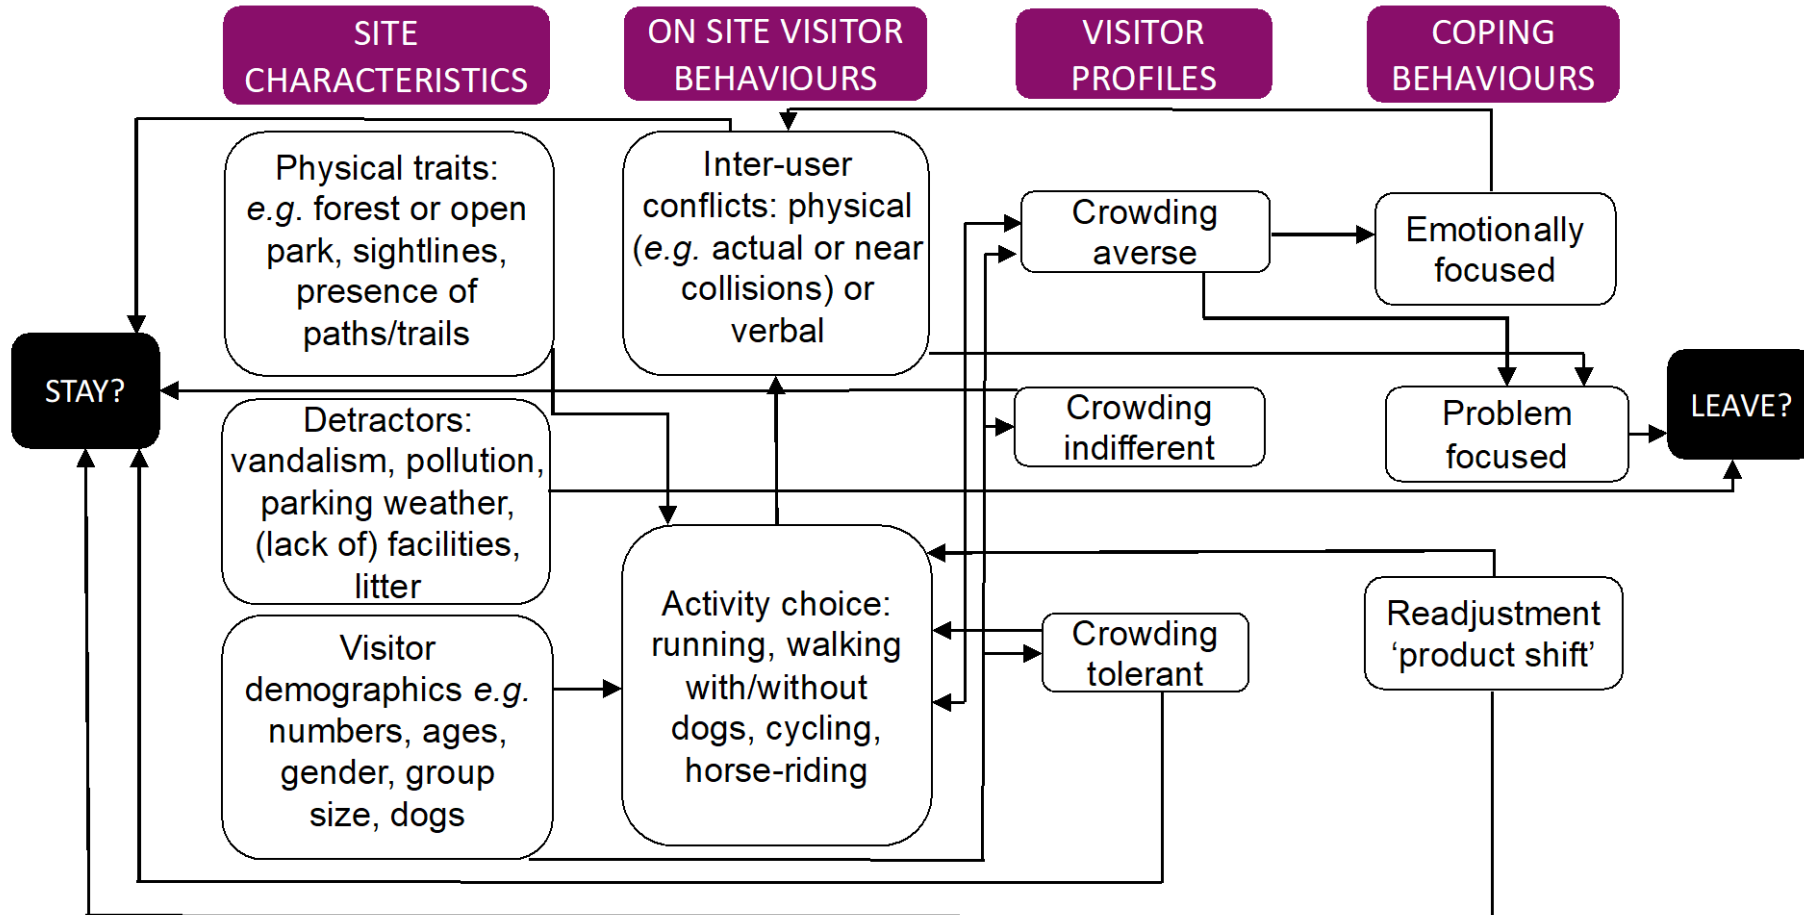 SITE
CHARACTERISTICS
ON SITE VISITOR
BEHAVIOURS
VISITOR
PROFILES
COPING
BEHAVIOURS
Physical traits:
e.g. forest or open
park, sightlines,
presence of
paths/trails
Inter-user
conflicts: physical
(e.g. actual or near
collisions) or
verbal
Crowding
averse
Emotionally
focused
STAY?
Detractors:
vandalism, pollution,
parking weather,
(lack of) facilities,
litter
Crowding
indifferent
Problem
focused
LEAVE?
Visitor
demographics e.g.
numbers, ages,
gender, group
size, dogs
Activity choice:
running, walking
with/without
dogs, cycling,
horse-riding
Crowding
tolerant
Readjustment
‘product shift’